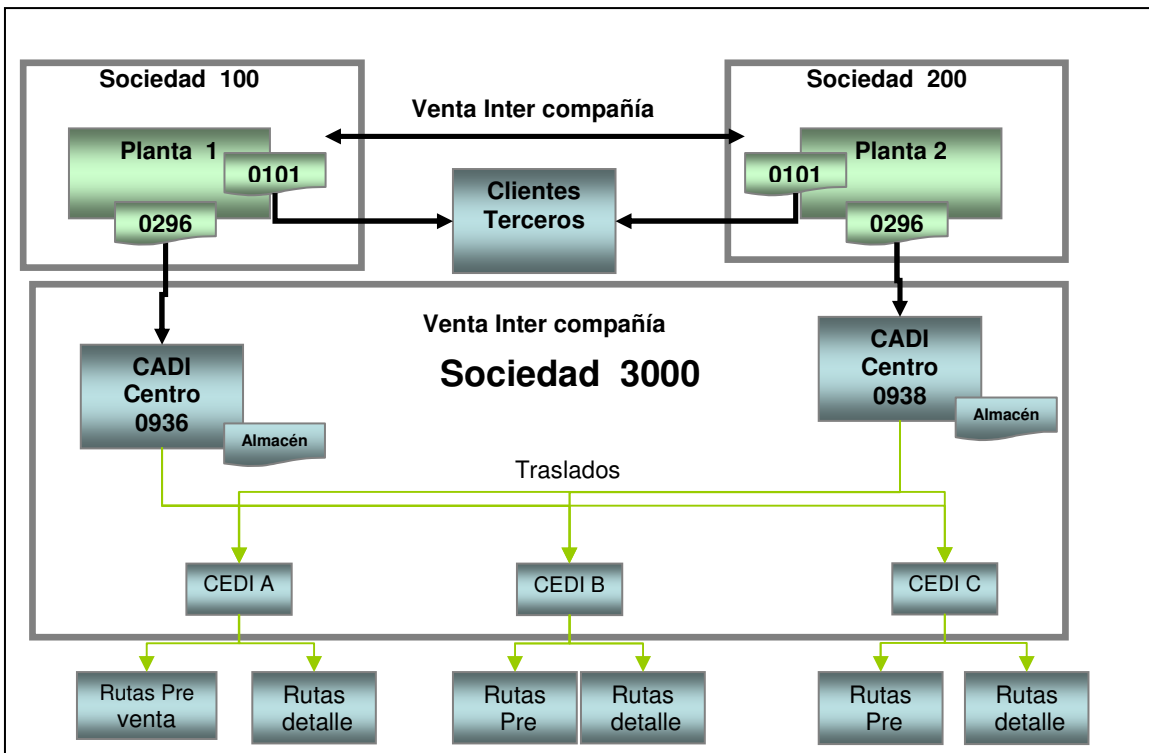 Sociedad 100
Sociedad 200
Venta Inter compañía
Planta 1
0101
0296
Clientes
Terceros
Planta 2
0101
0296
Venta Inter compañía
Sociedad 3000
CADI
Centro
0936
Almacén
CADI
Centro
0938
Almacén
Traslados
CEDI A
CEDI B
CEDI C
Rutas Pre
venta
Rutas
detalle
Rutas
Pre
Rutas
detalle
Rutas
Pre
Rutas
detalle